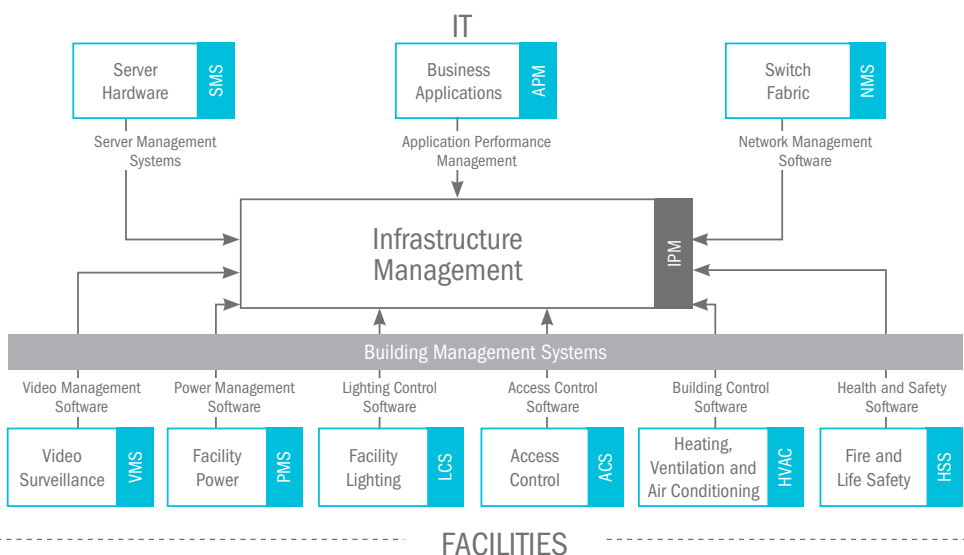 IT
Server
Hardware
SMS
Business
Applications
APM
Switch
Fabric
NMS
Server Management
Systems
Application Performance
Management
Network Management
Software
Infrastructure
Management
IPM
Building Management Systems
Video Management
Software
Power Management
Software
Lighting Control
Software
Access Control
Software
Building Control
Software
Health and Safety
Software
Video
Surveillance
VMS
Facility
Power
PMS
Facility
Lighting
LCS
Access
Control
ACS
Heating,
Ventilation and
Air Conditioning
HVAC
Fire and
Life Safety
HSS
FACILITIES